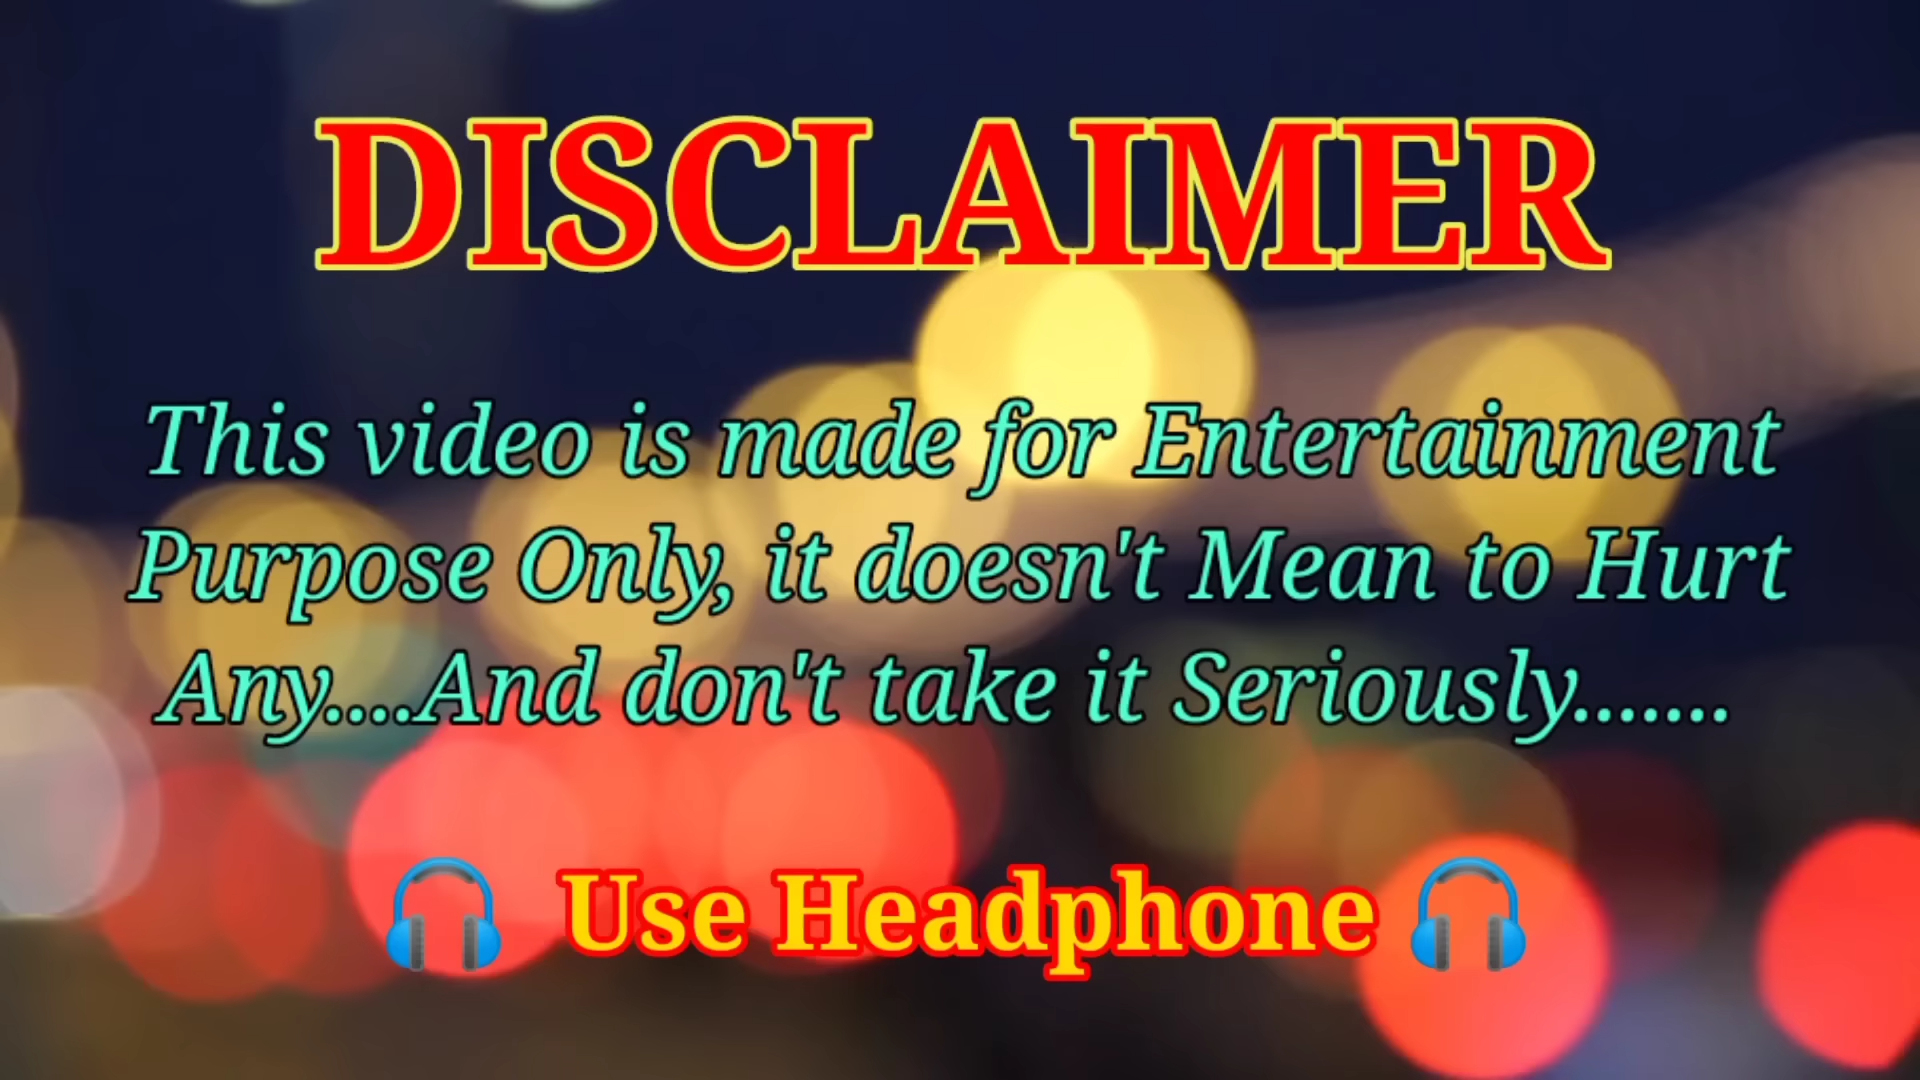 DISCLAIMER
This video is made for Entertainment
Purpose Only, it doesn't Mean to Hurt
Any....And don't take it Seriously.......
🎧 Use Headphone 🎧